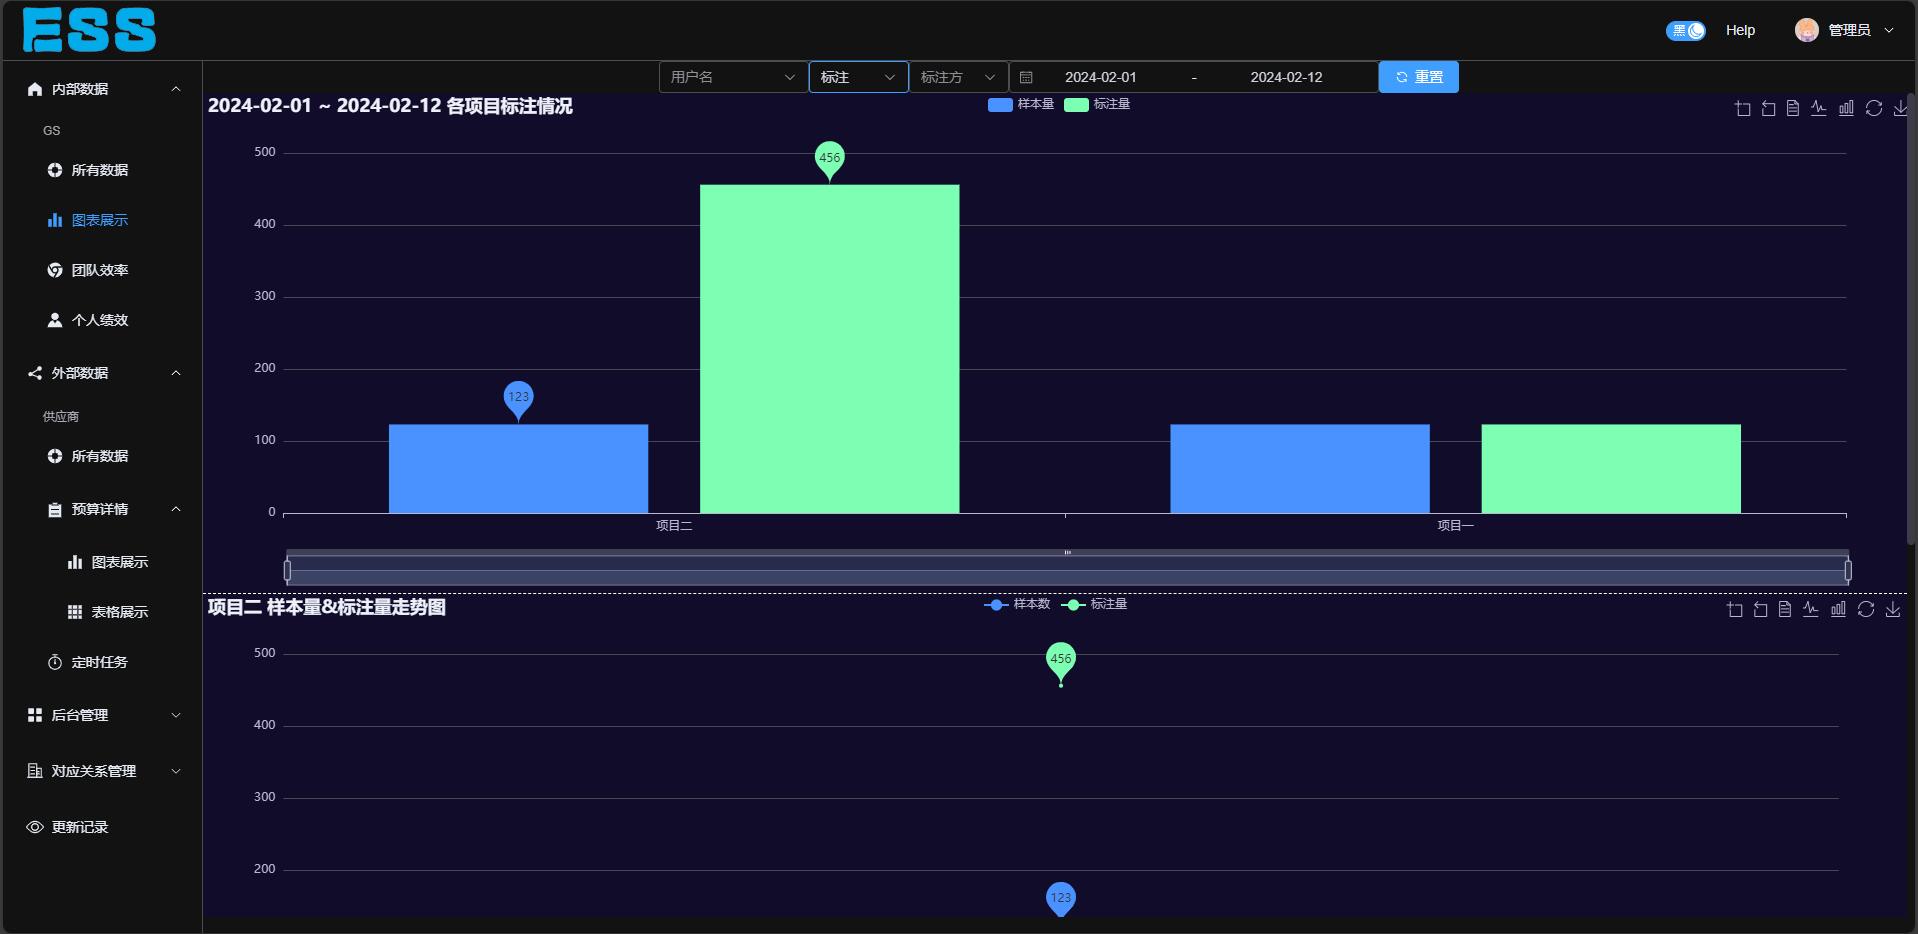 ESS
黑
Help
管理员
内部数据
GS
所有数据
图表展示
团队效率
个人绩效
外部数据
供应商
所有数据
预算详情
图表展示
表格展示
定时任务
后台管理
对应关系管理
更新记录
用户名
标注
标注方
2024-02-01 - 2024-02-12
重置
2024-02-01 ~ 2024-02-12 各项目标注情况
样本量 标注量
500
400
300
200
100
0
456
123
项目二
项目一
项目二 样本量&标注量走势图
样本数 标注量
500
400
300
200
456
123